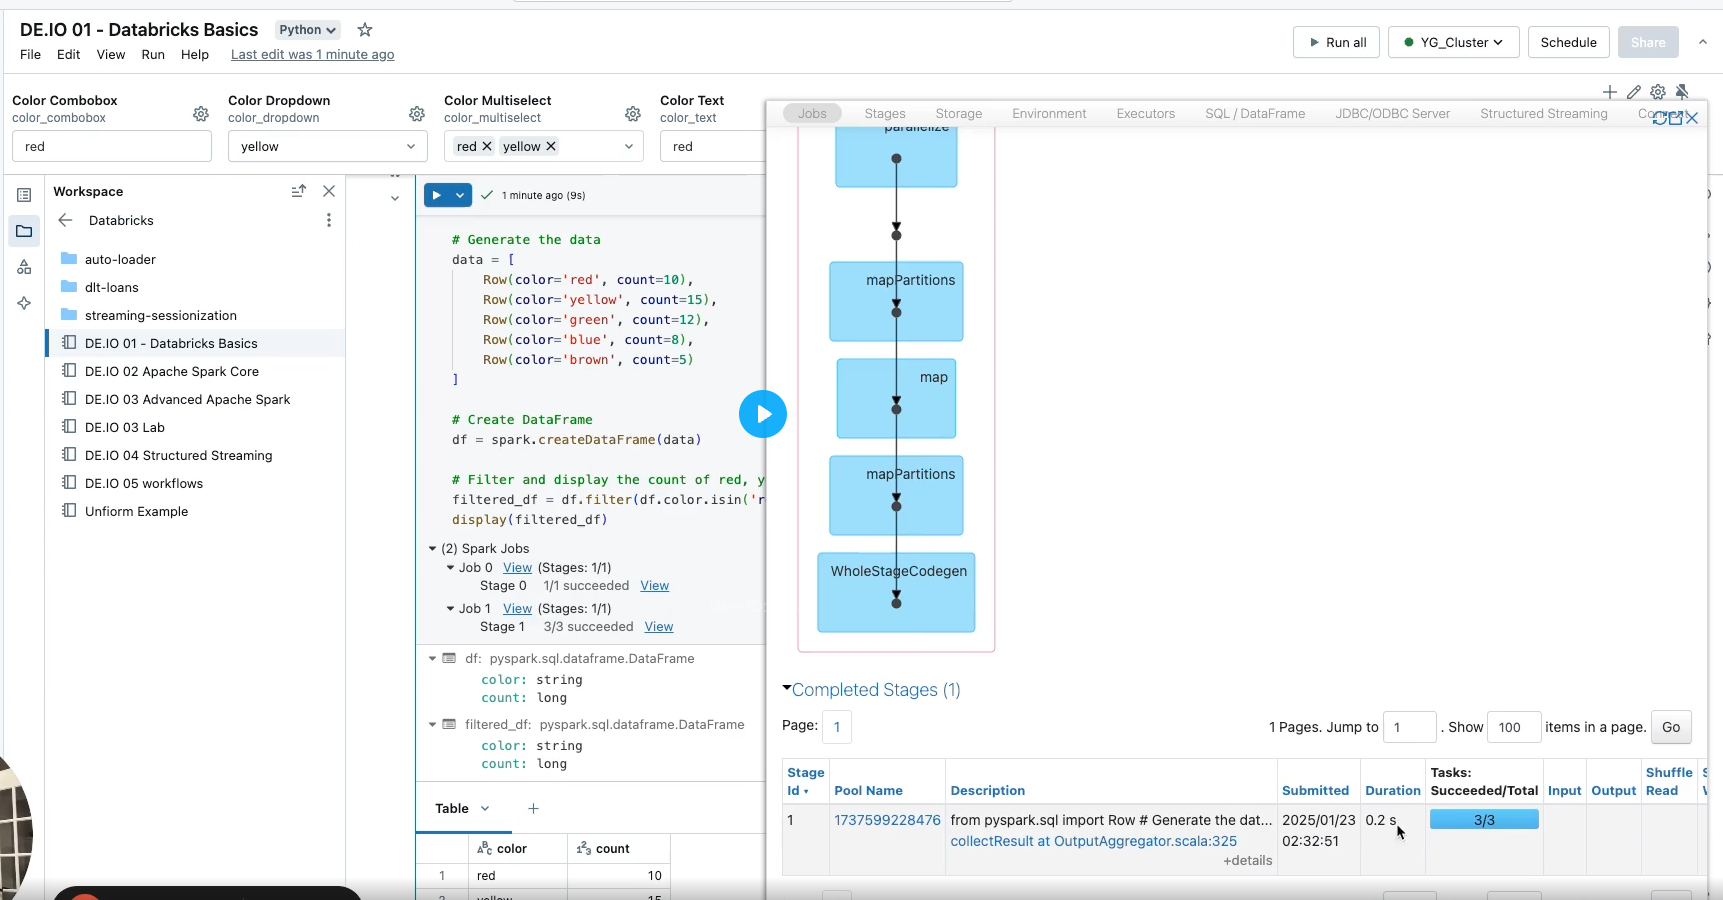 DE.IO 01 - Databricks Basics Python
File Edit View Run Help Last edit was 1 minute ago
Run all YG_Cluster Schedule Share
Color Combobox
color_combobox
red
Color Dropdown
color_dropdown
yellow
Color Multiselect
color_multiselect
red yellow
Color Text
color_text
red
Workspace
Databricks
auto-loader
dlt-loans
streaming-sessionization
DE.IO 01 - Databricks Basics
DE.IO 02 Apache Spark Core
DE.IO 03 Advanced Apache Spark
DE.IO 03 Lab
DE.IO 04 Structured Streaming
DE.IO 05 workflows
Unfiorm Example
1 minute ago (9s)
# Generate the data
data = [
Row(color='red', count=10),
Row(color='yellow', count=15),
Row(color='green', count=12),
Row(color='blue', count=8),
Row(color='brown', count=5)
]
# Create DataFrame
df = spark.createDataFrame(data)
# Filter and display the count of red, y
filtered_df = df.filter(df.color.isin('r
display(filtered_df)
(2) Spark Jobs
Job 0 View (Stages: 1/1)
Stage 0 1/1 succeeded View
Job 1 View (Stages: 1/1)
Stage 1 3/3 succeeded View
df: pyspark.sql.dataframe.DataFrame
color: string
count: long
filtered_df: pyspark.sql.dataframe.DataFrame
color: string
count: long
Table +
color count
1 red 10
2 yellow 15
Jobs Stages Storage Environment Executors SQL / DataFrame JDBC/ODBC Server Structured Streaming
parallelize
mapPartitions
map
mapPartitions
WholeStageCodegen
Completed Stages (1)
Page: 1 1 Pages. Jump to 1 . Show 100 items in a page. Go
Stage Id Pool Name Description Submitted Duration Tasks: Succeeded/Total Input Output Shuffle Read
1 1737599228476 from pyspark.sql import Row # Generate the dat... 2025/01/23 0.2 s 3/3
collectResult at OutputAggregator.scala:325 02:32:51
+details